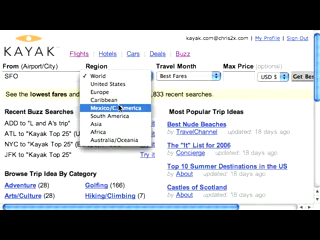 kayak.com@chris2x.com | My Profile | Sign Out
KAYAK
Flights Hotels Cars Deals Buzz
From (Airport/City) Region Travel Month Max Price (optional)
SFO Best Fares USD $ Get Bes
✓ World
United States
Europe
Caribbean
Mexico/C. America
South America
Asia
Africa
Australia/Oceania
See the lowest fares and ,833 recent searches.
Recent Buzz Searches Most Popular Trip Ideas
ADD to "L and A's trip" Best Nude Beaches
ATL to "Kayak Top 25" by TravelChannel updated: 18 days ago
NYC to "Kayak Top 25" (N The "It" List for 2006
JFK to "Kayak Top 25" Try it by Concierge updated: 18 days ago
Browse Trip Idea By Category Top 10 Summer Destinations in the US
Adventure (28) Golfing (166) by About updated: 18 days ago
Arts/Culture (28) Hiking/Climbing (7) Castles of Scotland
by About updated: 18 days ago